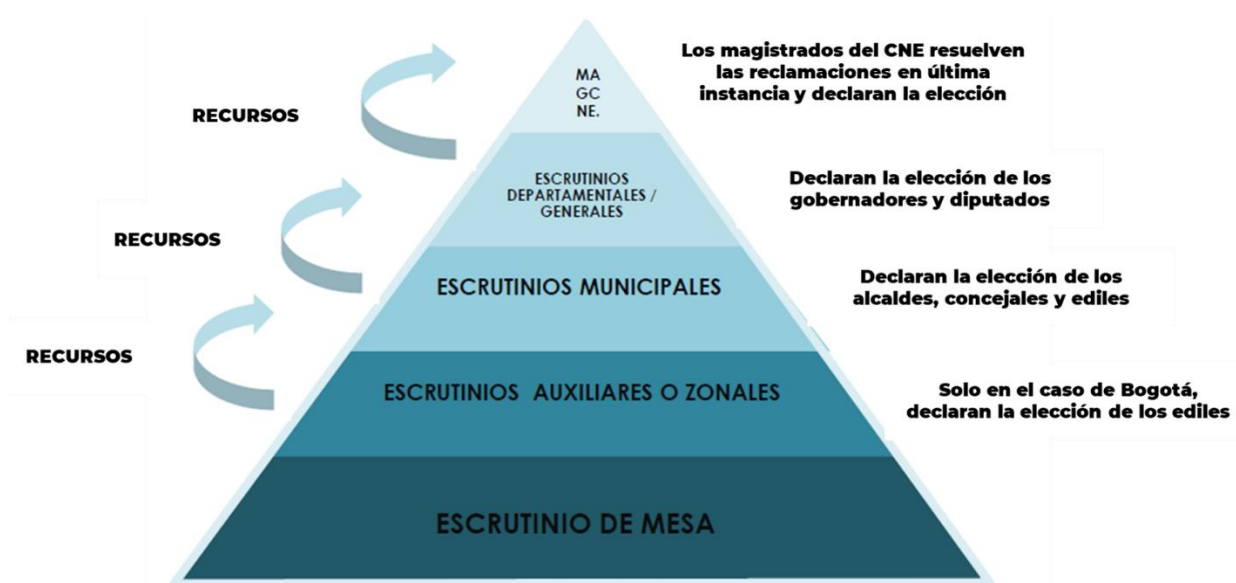 Los magistrados del CNE resuelven
las reclamaciones en última
instancia y declaran la elección
MA
GC
NE.
RECURSOS
ESCRUTINIOS
DEPARTAMENTALES /
GENERALES
Declaran la elección de los
gobernadores y diputados
RECURSOS
ESCRUTINIOS MUNICIPALES
Declaran la elección de los
alcaldes, concejales y ediles
RECURSOS
ESCRUTINIOS AUXILIARES O ZONALES
Solo en el caso de Bogotá,
declaran la elección de los ediles
ESCRUTINIO DE MESA